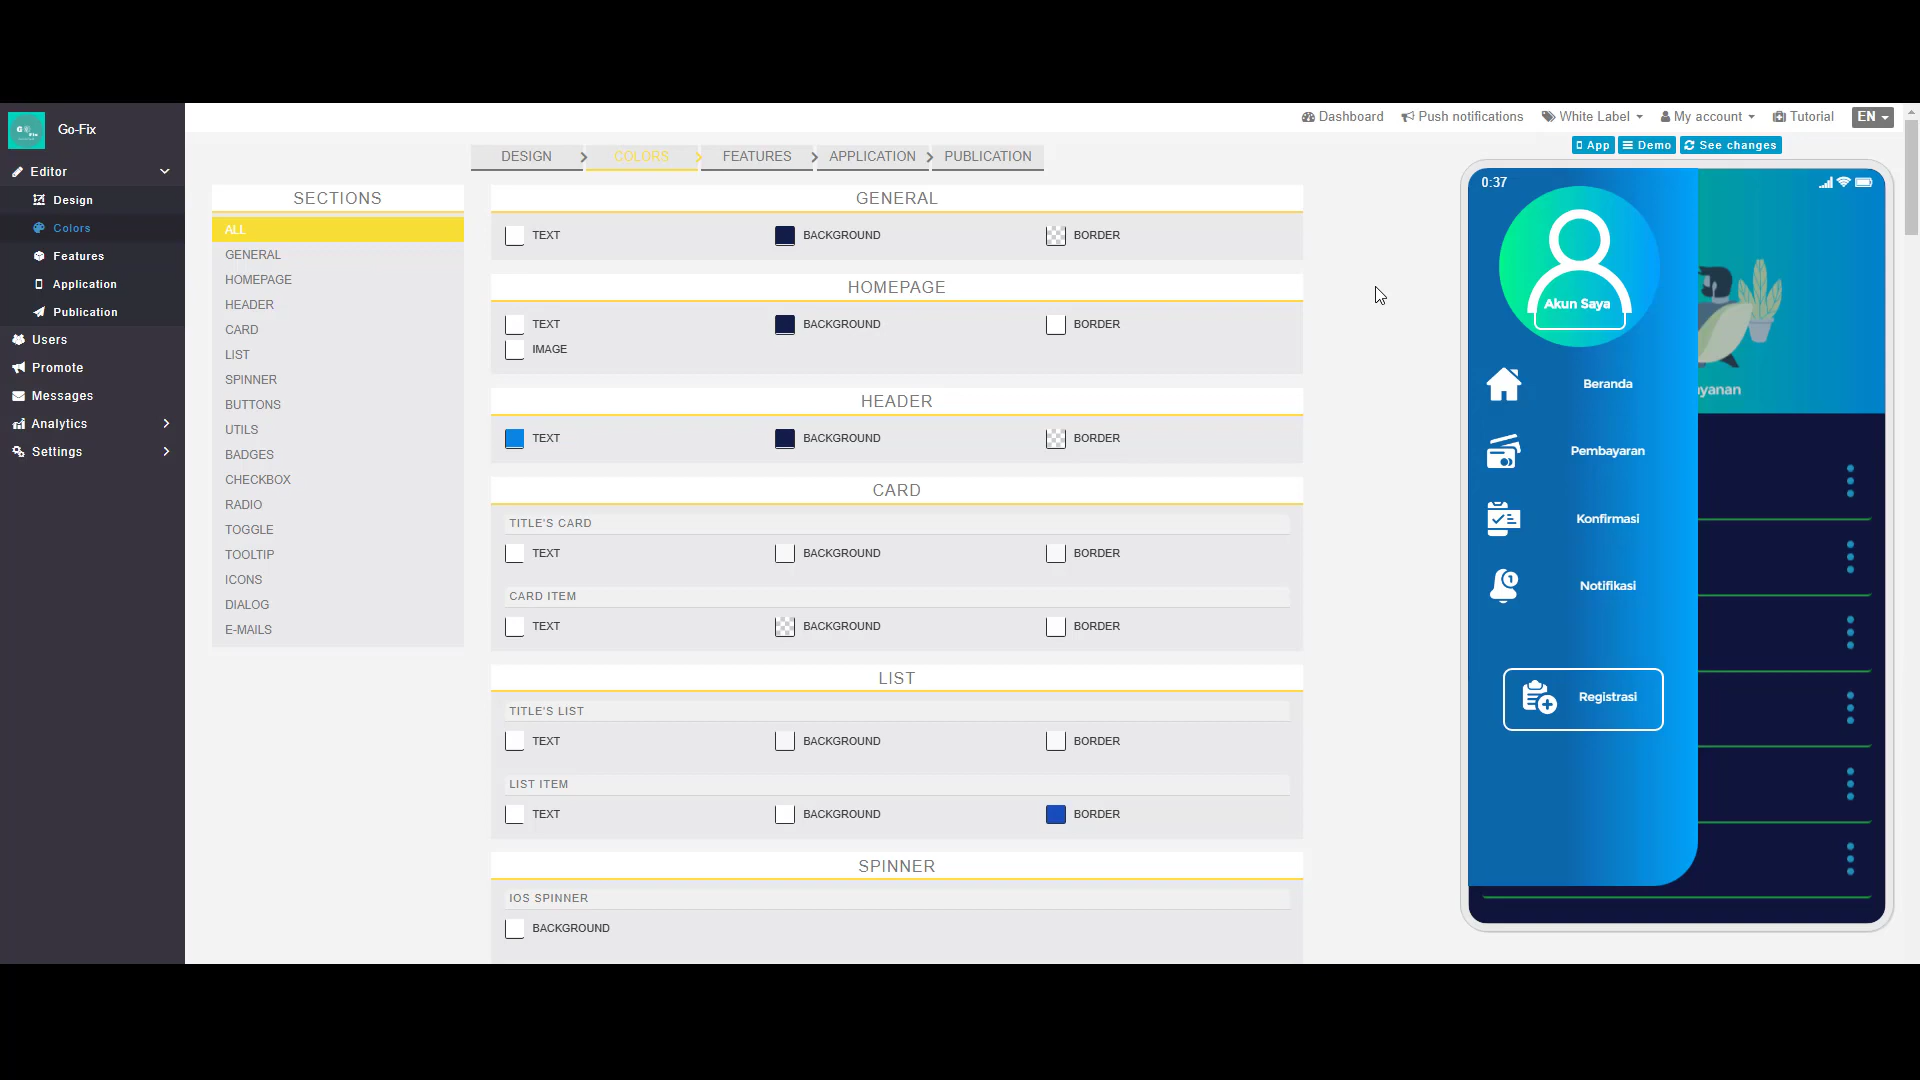 Go-Fix
Editor
Design
Colors
Features
Application
Publication
Users
Promote
Messages
Analytics
Settings
Dashboard
Push notifications
White Label
My account
Tutorial
EN
DESIGN
COLORS
FEATURES
APPLICATION
PUBLICATION
App
Demo
See changes
SECTIONS
ALL
GENERAL
HOMEPAGE
HEADER
CARD
LIST
SPINNER
BUTTONS
UTILS
BADGES
CHECKBOX
RADIO
TOGGLE
TOOLTIP
ICONS
DIALOG
E-MAILS
GENERAL
TEXT BACKGROUND BORDER
HOMEPAGE
TEXT BACKGROUND BORDER
IMAGE
HEADER
TEXT BACKGROUND BORDER
CARD
TITLE'S CARD
TEXT BACKGROUND BORDER
CARD ITEM
TEXT BACKGROUND BORDER
LIST
TITLE'S LIST
TEXT BACKGROUND BORDER
LIST ITEM
TEXT BACKGROUND BORDER
SPINNER
IOS SPINNER
BACKGROUND
0:37
Akun Saya
Beranda
yanan
Pembayaran
Konfirmasi
1
Notifikasi
Registrasi